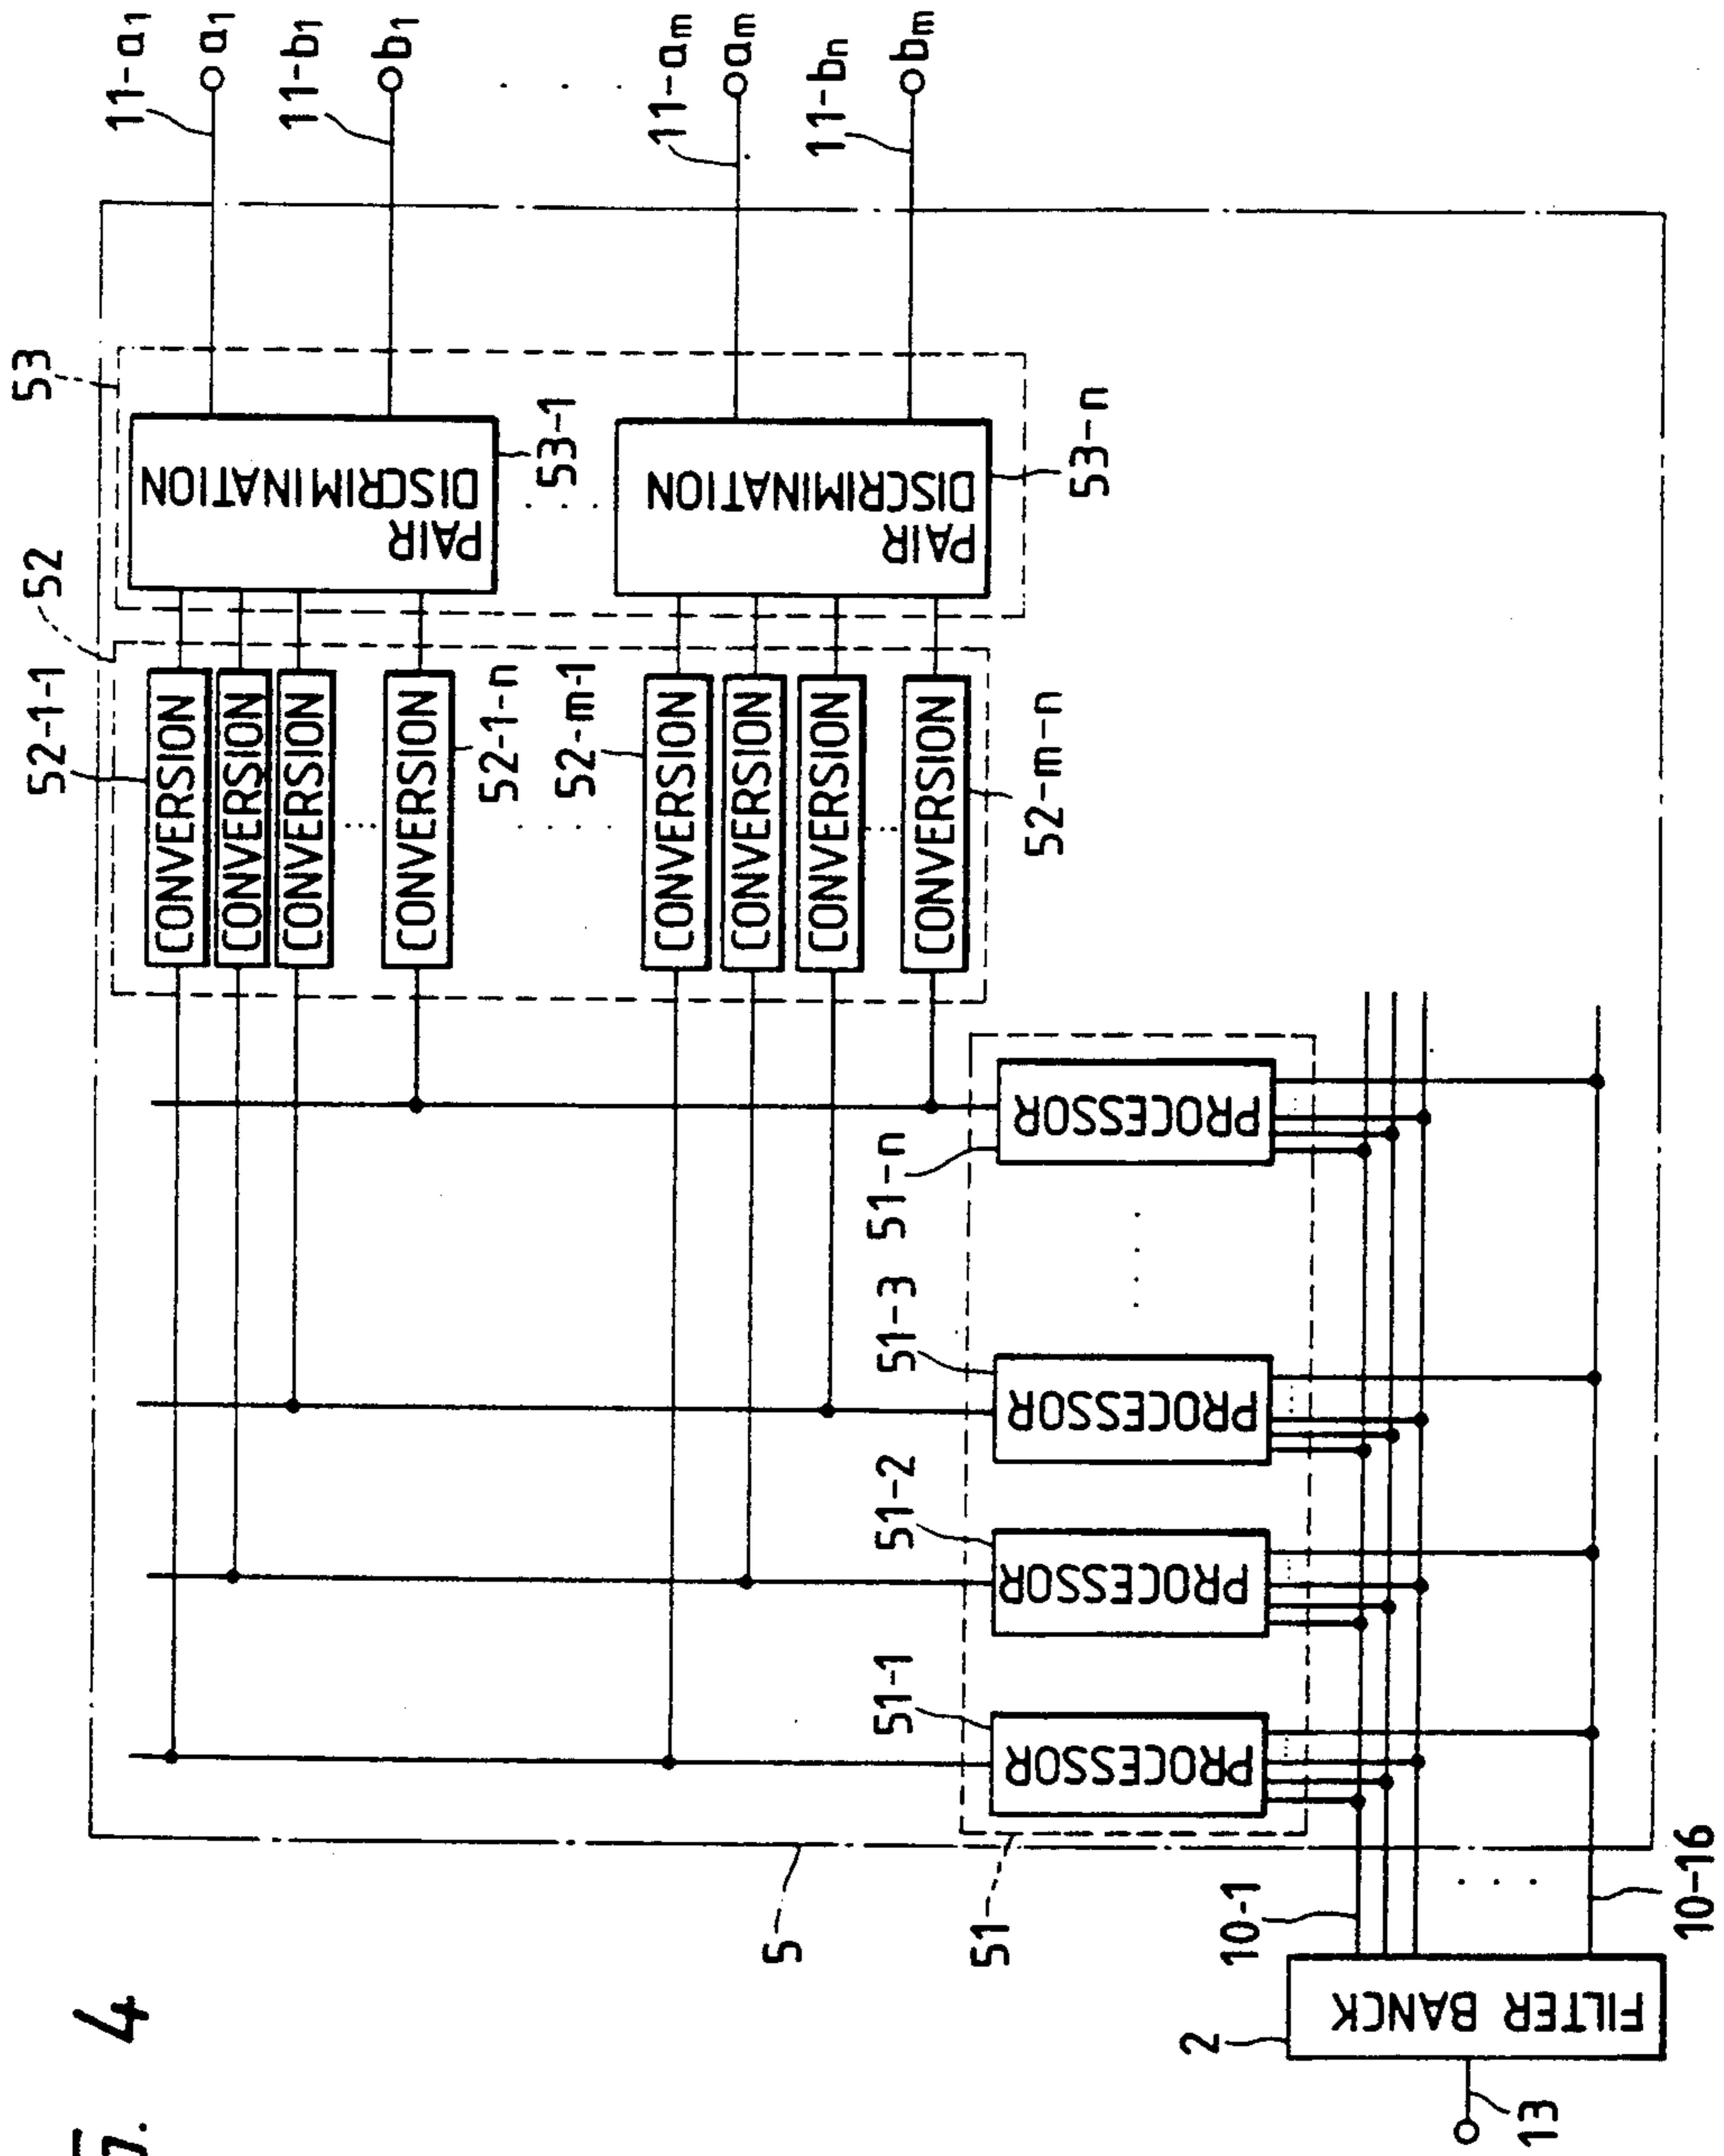 11-a1
a1
11-b1
b1
11-am
am
11-bn
bm
53
PAIR
DISCRIMINATION
53-1
PAIR
DISCRIMINATION
53-n
52
52-1-1
CONVERSION
CONVERSION
CONVERSION
CONVERSION
52-1-n
52-m-1
CONVERSION
CONVERSION
CONVERSION
CONVERSION
52-m-n
51-n
PROCESSOR
51-3
PROCESSOR
51-2
PROCESSOR
51-1
PROCESSOR
5
51
10-1
10-16
2
FILTER BANCK
13
4